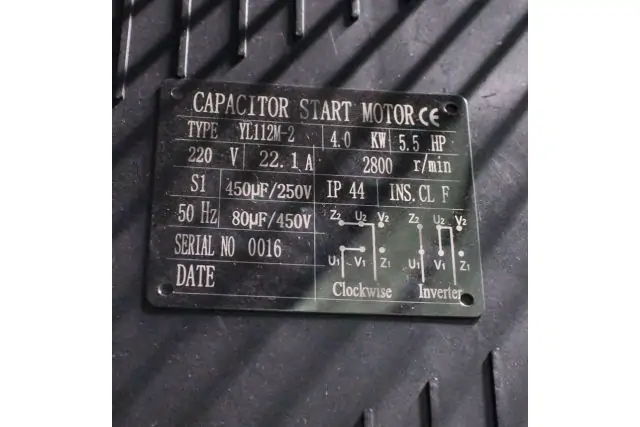 CAPACITOR START MOTOR CE
TYPE YL112M-2 4.0 KW 5.5 HP
220 V 22.1 A 2800 r/min
S1 450μF/250V IP 44 INS.CL F
50 Hz 80μF/450V
Z2 U2 V2 Z2 U2 V2
SERIAL NO 0016
U1 V1 Z1 U1 V1 Z1
DATE
Clockwise Inverter